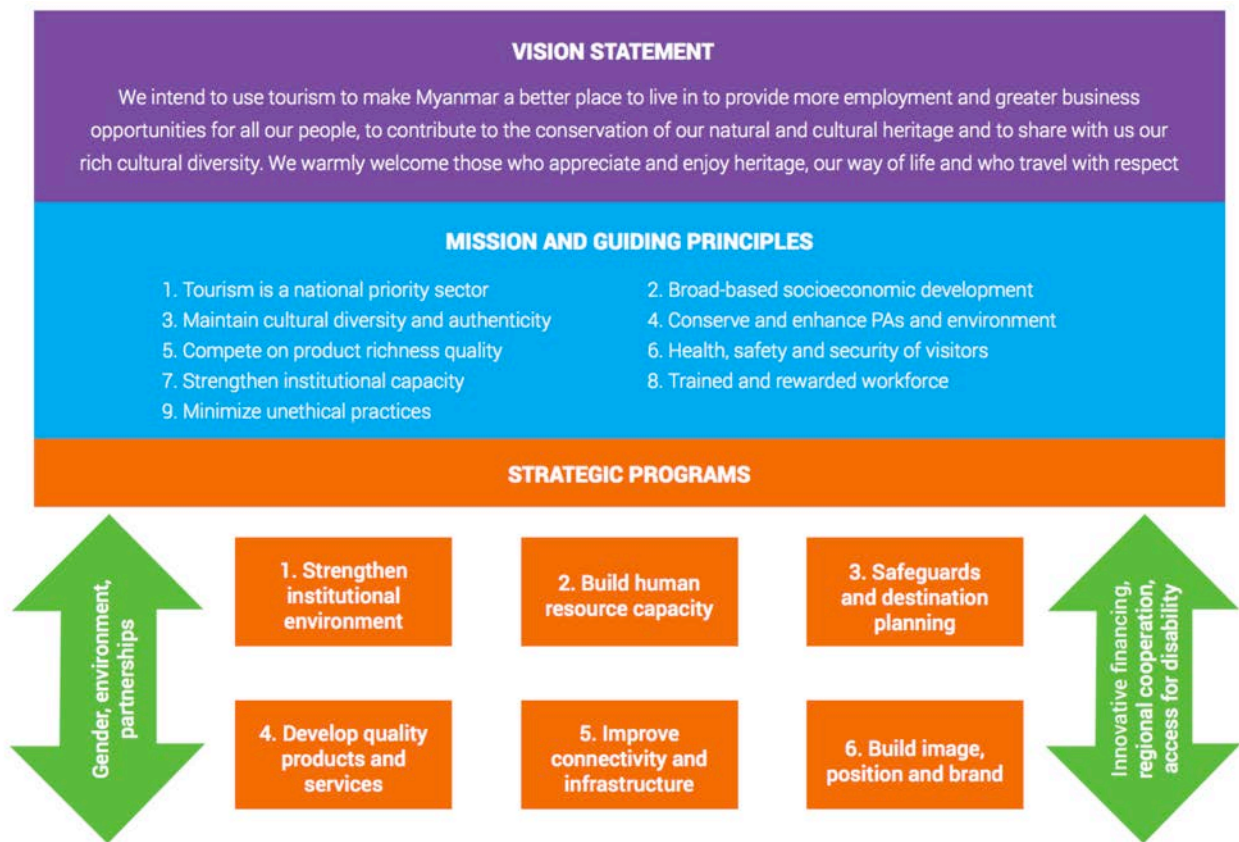 VISION STATEMENT
We intend to use tourism to make Myanmar a better place to live in to provide more employment and greater business
opportunities for all our people, to contribute to the conservation of our natural and cultural heritage and to share with us our
rich cultural diversity. We warmly welcome those who appreciate and enjoy heritage, our way of life and who travel with respect
MISSION AND GUIDING PRINCIPLES
1. Tourism is a national priority sector
2. Broad-based socioeconomic development
3. Maintain cultural diversity and authenticity
4. Conserve and enhance PAs and environment
5. Compete on product richness quality
6. Health, safety and security of visitors
7. Strengthen institutional capacity
8. Trained and rewarded workforce
9. Minimize unethical practices
STRATEGIC PROGRAMS
Gender, environment,
partnerships
1. Strengthen
institutional
environment
2. Build human
resource capacity
3. Safeguards
and destination
planning
4. Develop quality
products and
services
5. Improve
connectivity and
infrastructure
6. Build image,
position and brand
Innovative financing,
regional cooperation,
access for disability